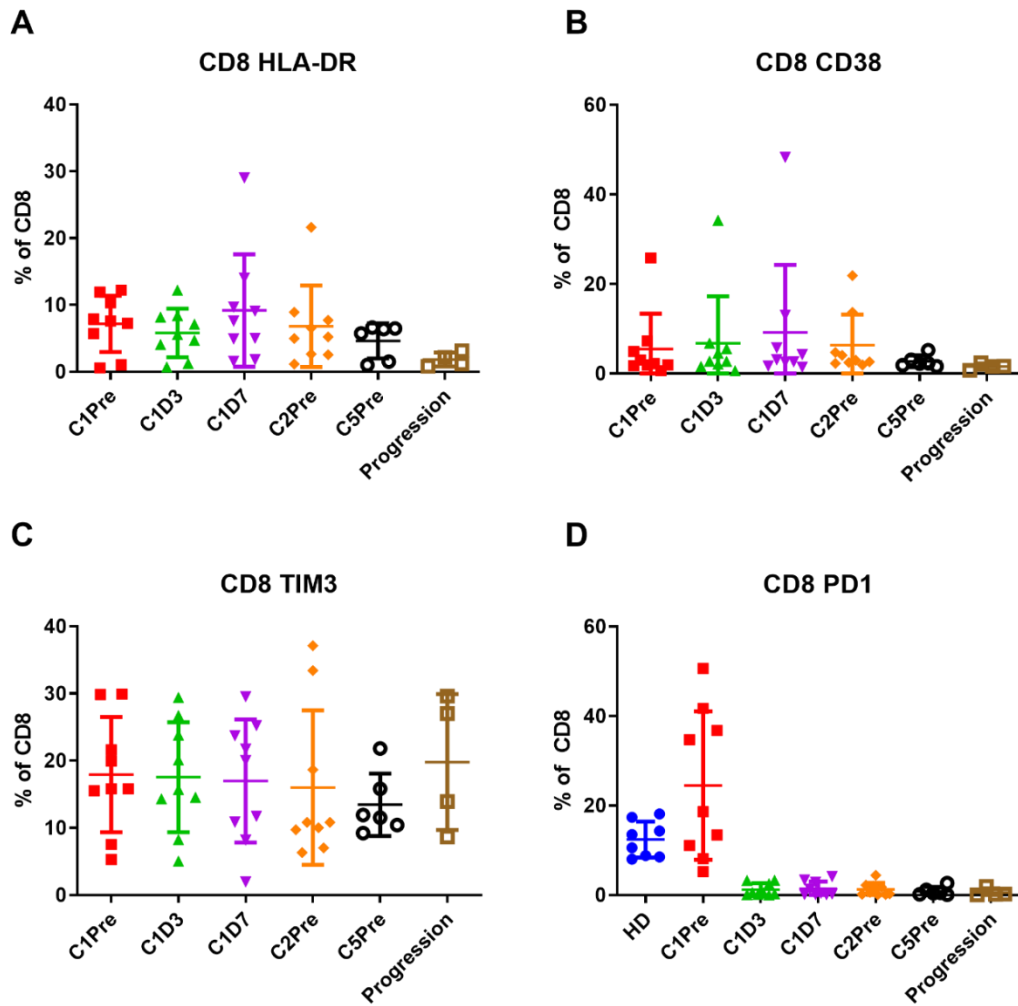 A
CD8 HLA-DR
% of CD8
40
30
20
10
0
C1Pre
C1D3
C1D7
C2Pre
C5Pre
Progression
B
CD8 CD38
% of CD8
60
40
20
0
C1Pre
C1D3
C1D7
C2Pre
C5Pre
Progression
C
CD8 TIM3
% of CD8
40
30
20
10
0
C1Pre
C1D3
C1D7
C2Pre
C5Pre
Progression
D
CD8 PD1
% of CD8
60
40
20
0
HD
C1Pre
C1D3
C1D7
C2Pre
C5Pre
Progression